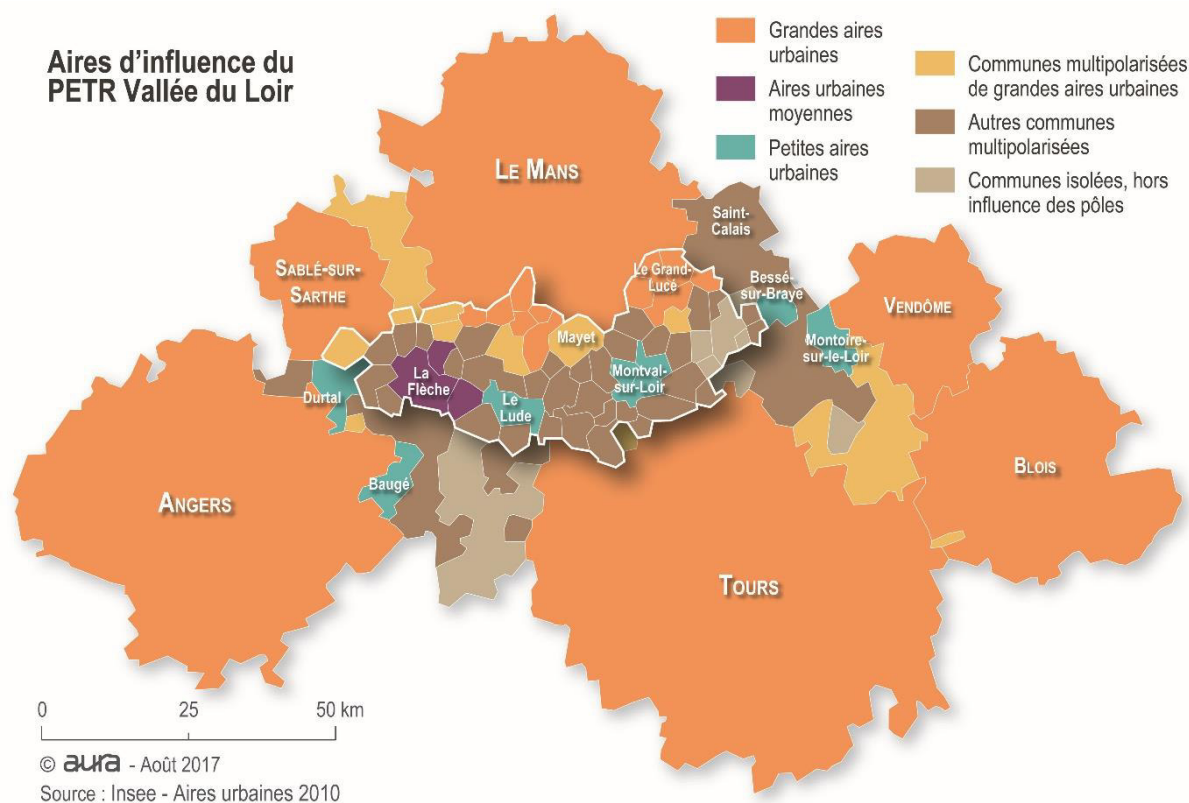 Aires d'influence du
PETR Vallée du Loir
Grandes aires
urbaines
Aires urbaines
moyennes
Petites aires
urbaines
Communes multipolarisées
de grandes aires urbaines
Autres communes
multipolarisées
Communes isolées, hors
influence des pôles
LE MANS
SABLÉ-SUR-
SARTHE
Saint-
Calais
Le Grand-
Lucé
Bessé-
sur-Braye
VENDÔME
Mayet
Montoire-
sur-le-Loir
La
Flèche
Montval-
sur-Loir
Durtal
Le
Lude
Baugé
ANGERS
BLOIS
TOURS
0 25 50 km
© aura - Août 2017
Source : Insee - Aires urbaines 2010